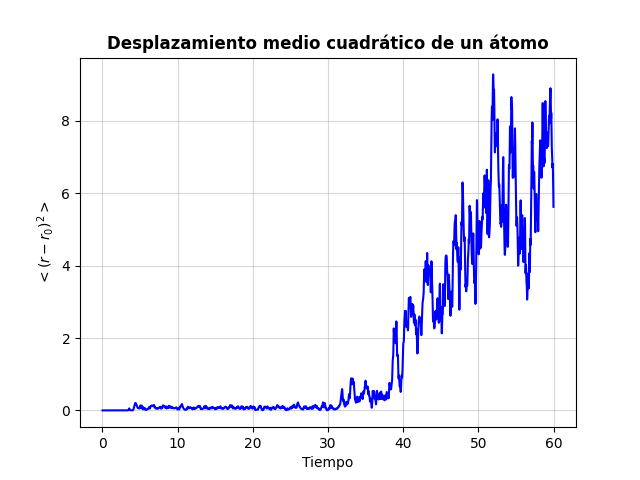 Desplazamiento medio cuadrático de un átomo
< (r − r₀)² >
8
6
4
2
0
0 10 20 30 40 50 60
Tiempo